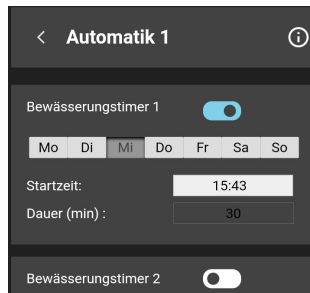 Automatik 1
Bewässerungstimer 1
Mo Di Mi Do Fr Sa So
Startzeit: 15:43
Dauer (min) : 30
Bewässerungstimer 2